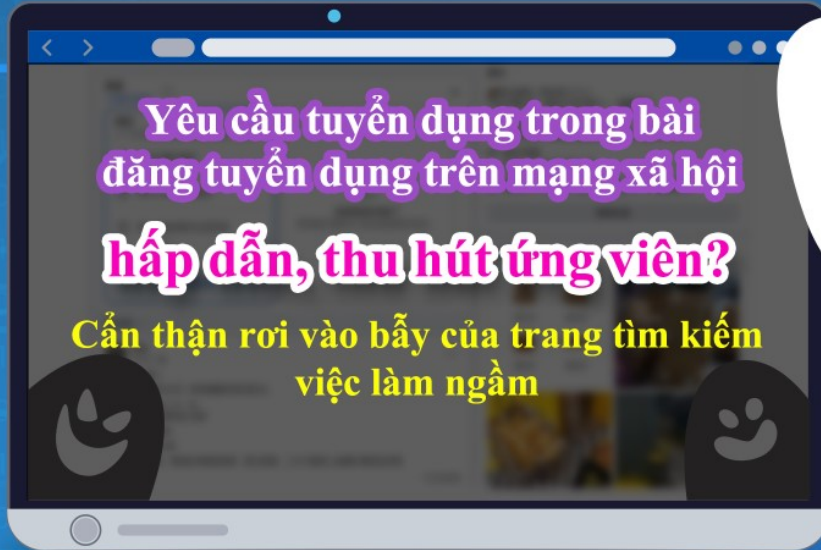 Yêu cầu tuyển dụng trong bài
đăng tuyển dụng trên mạng xã hội
hấp dẫn, thu hút ứng viên?
Cẩn thận rơi vào bẫy của trang tìm kiếm
việc làm ngầm